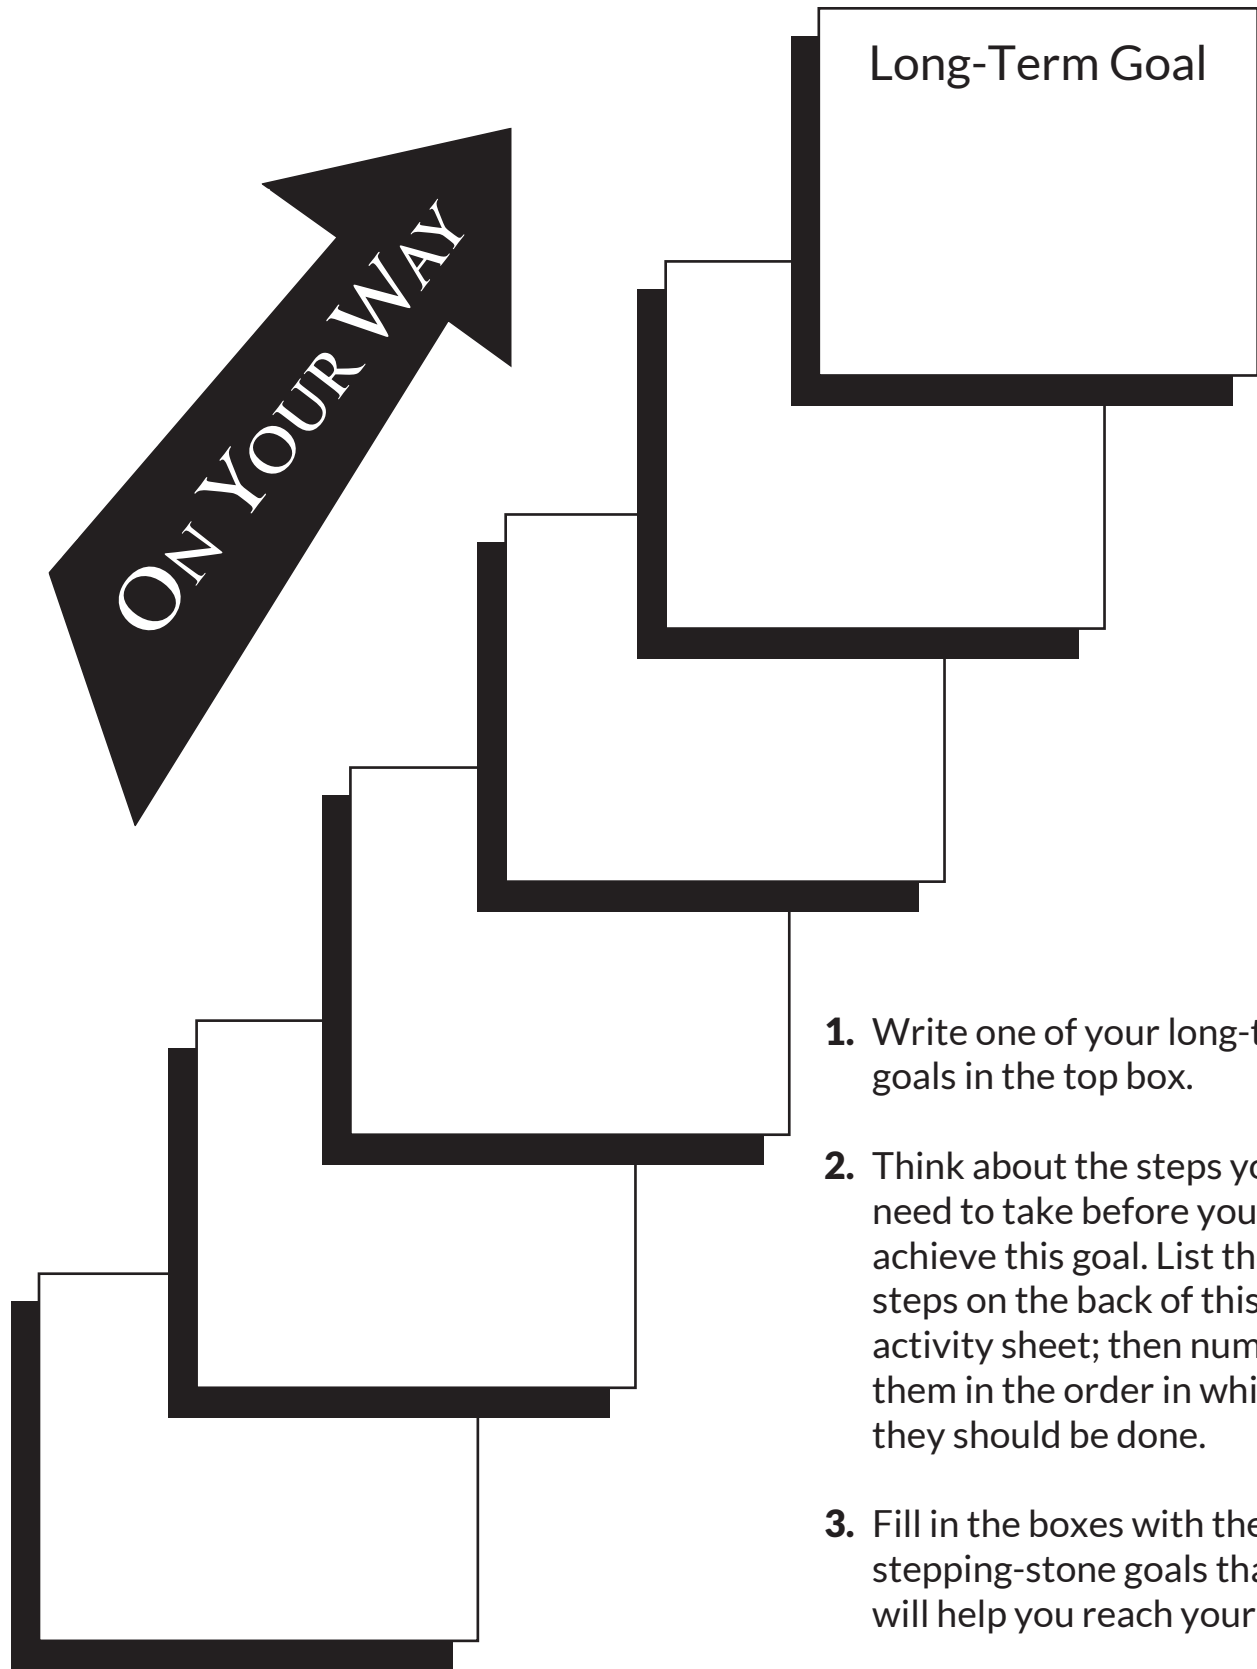 Long-Term Goal
ON YOUR WAY
1. Write one of your long-t
goals in the top box.
2. Think about the steps yo
need to take before you
achieve this goal. List th
steps on the back of this
activity sheet; then num
them in the order in whi
they should be done.
3. Fill in the boxes with the
stepping-stone goals tha
will help you reach your